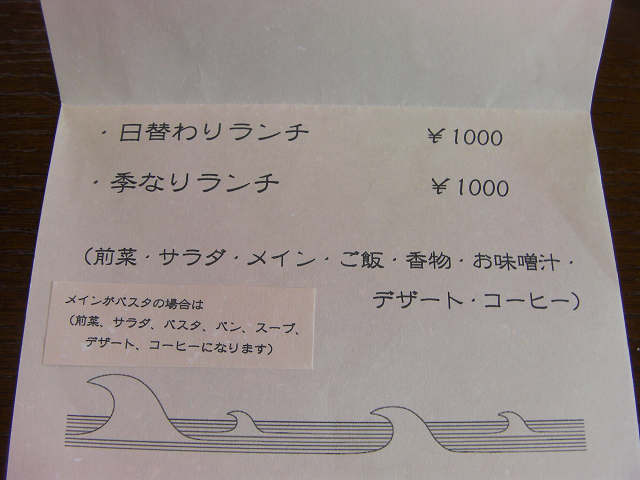 ・日替わりランチ ￥1000
・季なりランチ ￥1000
(前菜・サラダ・メイン・ご飯・香物・お味噌汁・
デザート・コーヒー)
メインがパスタの場合は
(前菜、サラダ、パスタ、パン、スープ、
デザート、コーヒーになります)